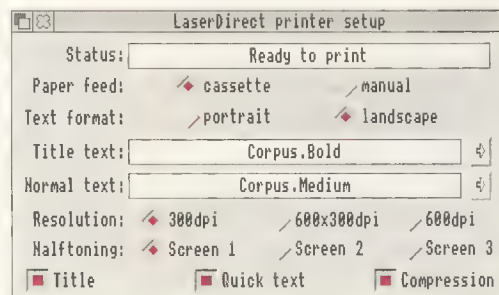 LaserDirect printer setup
Status: Ready to print
Paper feed: cassette manual
Text format: portrait landscape
Title text: Corpus.Bold
Normal text: Corpus.Medium
Resolution: 300dpi 600x300dpi 600dpi
Halftoning: Screen 1 Screen 2 Screen 3
Title Quick text Compression